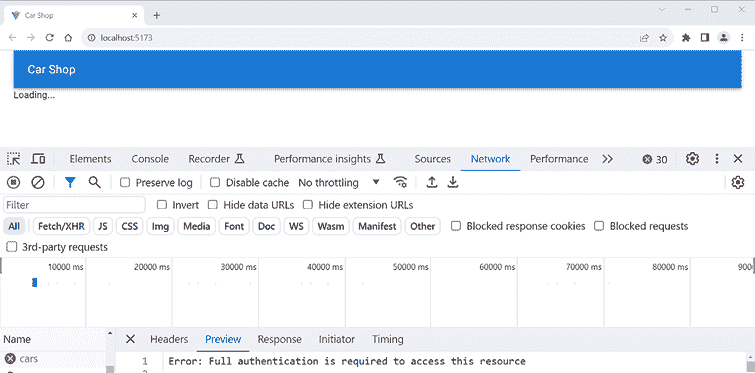 Car Shop
localhost:5173
Car Shop
Loading...
Elements Console Recorder Performance insights Sources Network Performance 30
Preserve log Disable cache No throttling
Filter Invert Hide data URLs Hide extension URLs
All Fetch/XHR JS CSS Img Media Font Doc WS Wasm Manifest Other Blocked response cookies Blocked requests
3rd-party requests
10000 ms 20000 ms 30000 ms 40000 ms 50000 ms 60000 ms 70000 ms 80000 ms
Name Headers Preview Response Initiator Timing
cars 1 Error: Full authentication is required to access this resource